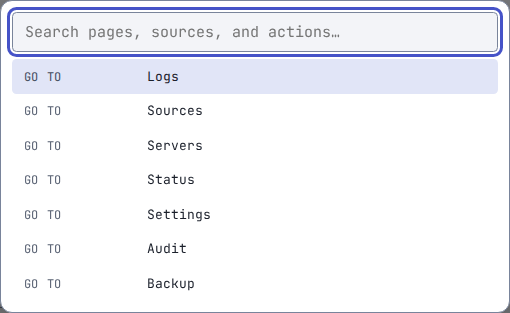 Search pages, sources, and actions…
GO TO Logs
GO TO Sources
GO TO Servers
GO TO Status
GO TO Settings
GO TO Audit
GO TO Backup